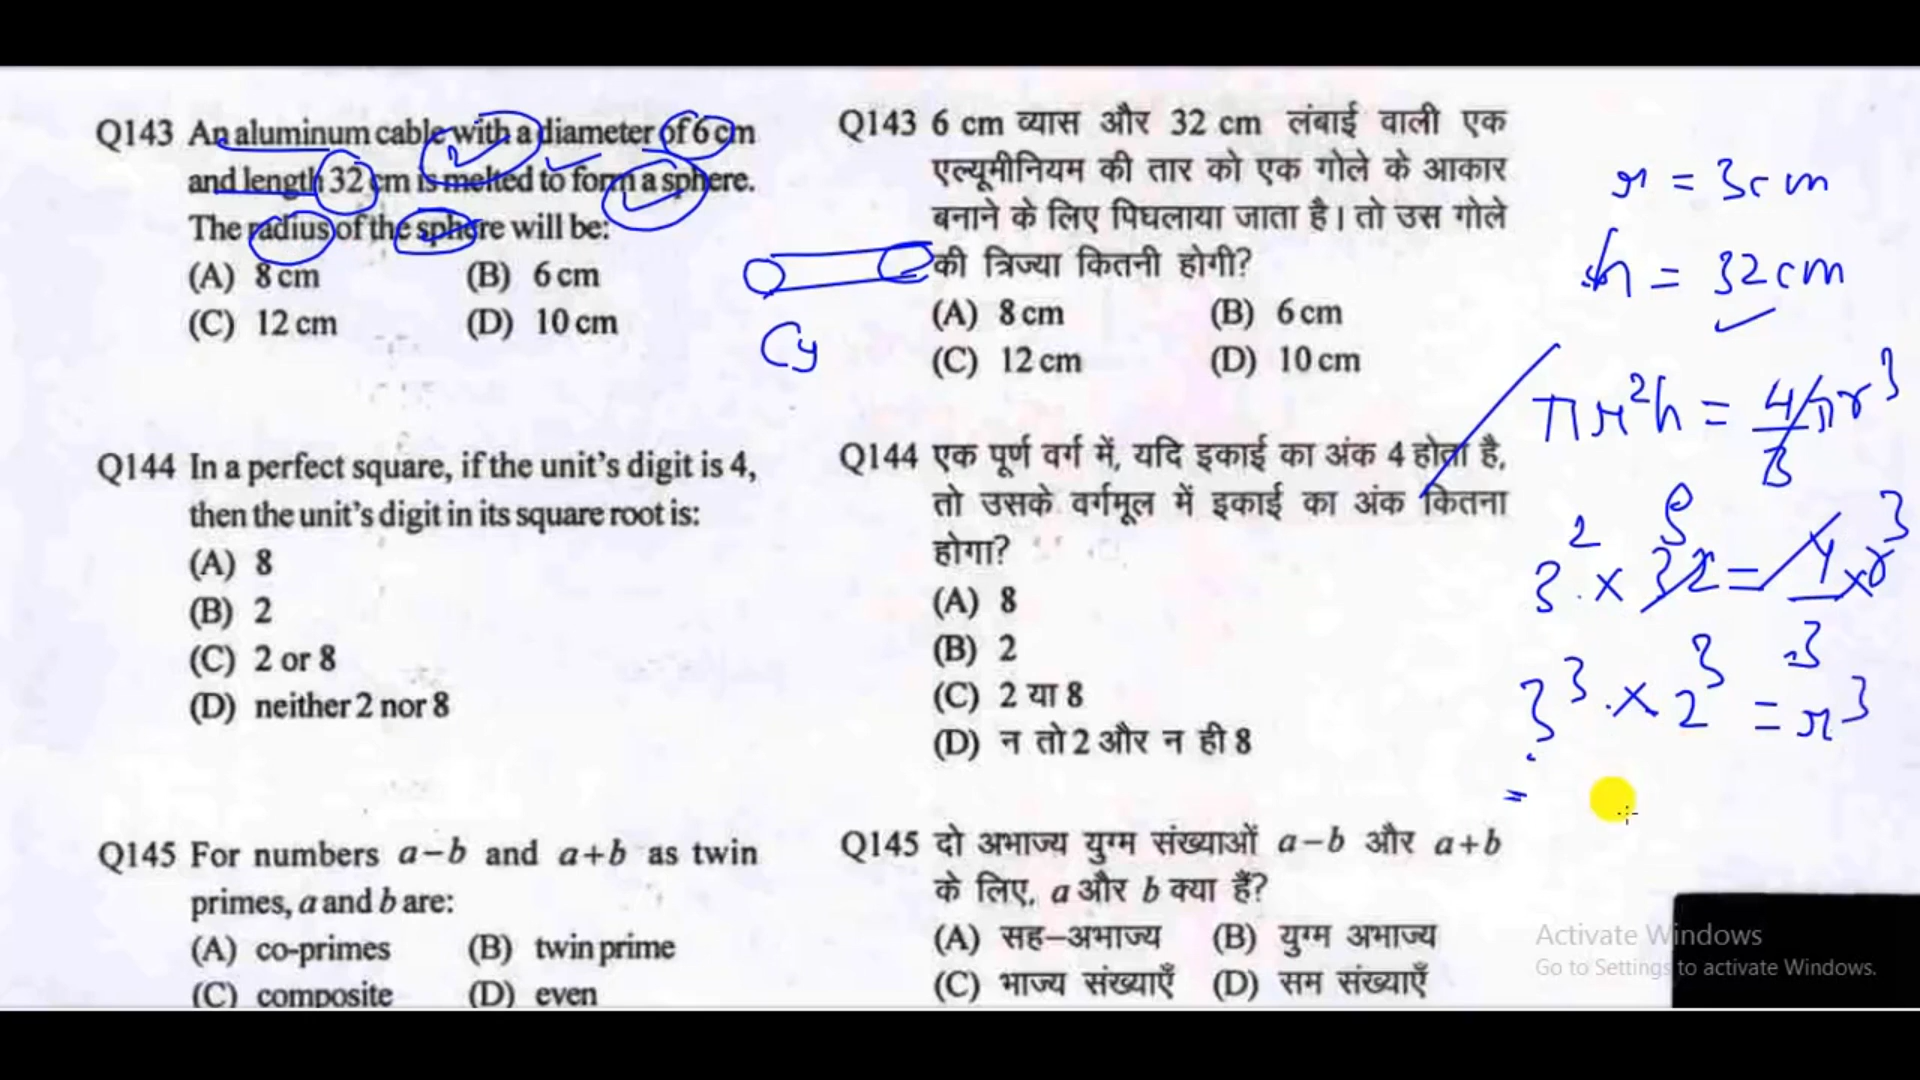 Q143 An aluminum cable with a diameter of 6 cm
and length 32 cm is melted to form a sphere.
The radius of the sphere will be:
(A) 8 cm (B) 6 cm
(C) 12 cm (D) 10 cm
Q144 In a perfect square, if the unit's digit is 4,
then the unit's digit in its square root is:
(A) 8
(B) 2
(C) 2 or 8
(D) neither 2 nor 8
Q145 For numbers a–b and a+b as twin
primes, a and b are:
(A) co-primes (B) twin prime
(C) composite (D) even
Cy
Q143 6 cm व्यास और 32 cm लंबाई वाली एक
एल्यूमीनियम की तार को एक गोले के आकार
बनाने के लिए पिघलाया जाता है। तो उस गोले
की त्रिज्या कितनी होगी?
(A) 8 cm (B) 6 cm
(C) 12 cm (D) 10 cm
Q144 एक पूर्ण वर्ग में, यदि इकाई का अंक 4 होता है,
तो उसके वर्गमूल में इकाई का अंक कितना
होगा?
(A) 8
(B) 2
(C) 2 या 8
(D) न तो 2 और न ही 8
Q145 दो अभाज्य युग्म संख्याओं a–b और a+b
के लिए, a और b क्या हैं?
(A) सह–अभाज्य (B) युग्म अभाज्य
(C) भाज्य संख्याएँ (D) सम संख्याएँ
r = 3cm
h = 32cm
πr²h = 4/3 πr³
3² × 32 = 4/3 × r³
8
3³ × 2³ = r³
=
Activate Windows
Go to Settings to activate Windows.